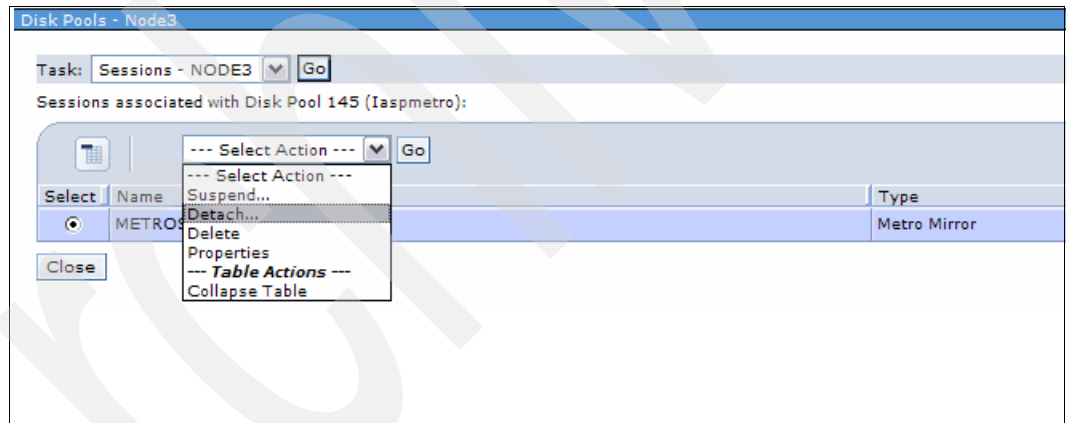 Disk Pools - Node3
Task: Sessions - NODE3 Go
Sessions associated with Disk Pool 145 (Iaspmetro):
--- Select Action --- Go
--- Select Action ---
Suspend...
Detach...
Delete
Properties
--- Table Actions ---
Collapse Table
Select Name Type
METROS Metro Mirror
Close